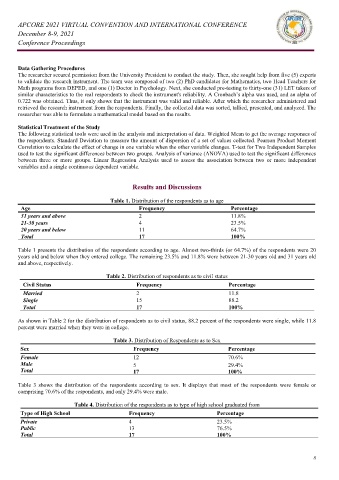 APCORE 2021 VIRTUAL CONVENTION AND INTERNATIONAL CONFERENCE
December 8-9, 2021
Conference Proceedings
Data Gathering Procedures
The researcher secured permission from the University President to conduct the study. Then, she sought help from five (5) experts
to validate the research instrument. The team was composed of two (2) PhD candidates for Mathematics, two Head Teachers for
Math programs from DEPED, and one (1) Doctor in Psychology. Next, she conducted pre-testing to thirty-one (31) LET takers of
similar characteristics to the real respondents to check the instrument's reliability. A Cronbach's alpha was used, and an alpha of
0.722 was obtained. Thus, it only shows that the instrument was valid and reliable. After which the researcher administered and
retrieved the research instrument from the respondents. Finally, the collected data was sorted, tallied, processed, and analyzed. The
researcher was able to formulate a mathematical model based on the results.
Statistical Treatment of the Study
The following statistical tools were used in the analysis and interpretation of data. Weighted Mean to get the average responses of
the respondents. Standard Deviation to measure the amount of dispersion of a set of values collected. Pearson Product Moment
Correlation to calculate the effect of change in one variable when the other variable changes. T-test for Two Independent Samples
used to test the significant difference between two groups. Analysis of variance (ANOVA) used to test the significant differences
between three or more groups. Linear Regression Analysis used to assess the association between two or more independent
variables and a single continuous dependent variable.
Results and Discussions
Table 1. Distribution of the respondents as to age
Age Frequency Percentage
31 years and above 2 11.8%
21-30 years 4 23.5%
20 years and below 11 64.7%
Total 17 100%
Table 1 presents the distribution of the respondents according to age. Almost two-thirds (or 64.7%) of the respondents were 20
years old and below when they entered college. The remaining 23.5% and 11.8% were between 21-30 years old and 31 years old
and above, respectively.
Table 2. Distribution of respondents as to civil status
Civil Status Frequency Percentage
Married 2 11.8
Single 15 88.2
Total 17 100%
As shown in Table 2 for the distribution of respondents as to civil status, 88.2 percent of the respondents were single, while 11.8
percent were married when they were in college.
Table 3. Distribution of Respondents as to Sex
Sex Frequency Percentage
Female 12 70.6%
Male 5 29.4%
Total 17 100%
Table 3 shows the distribution of the respondents according to sex. It displays that most of the respondents were female or
comprising 70.6% of the respondents, and only 29.4% were male.
Table 4. Distribution of the respondents as to type of high school graduated from
Type of High School Frequency Percentage
Private 4 23.5%
Public 13 76.5%
Total 17 100%